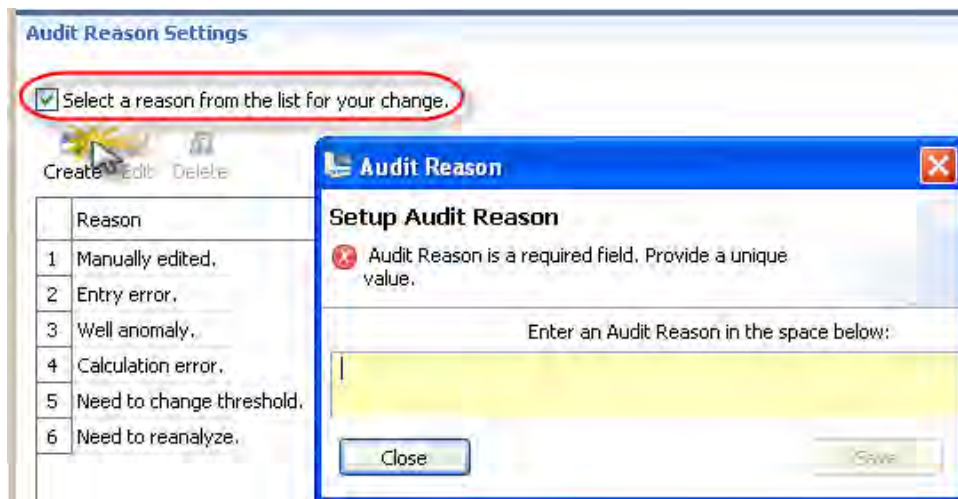 Audit Reason Settings
Select a reason from the list for your change.
Create Edit Delete
Reason
1 Manually edited.
2 Entry error.
3 Well anomaly.
4 Calculation error.
5 Need to change threshold.
6 Need to reanalyze.
Audit Reason
Setup Audit Reason
Audit Reason is a required field. Provide a unique
value.
Enter an Audit Reason in the space below:
Close Save